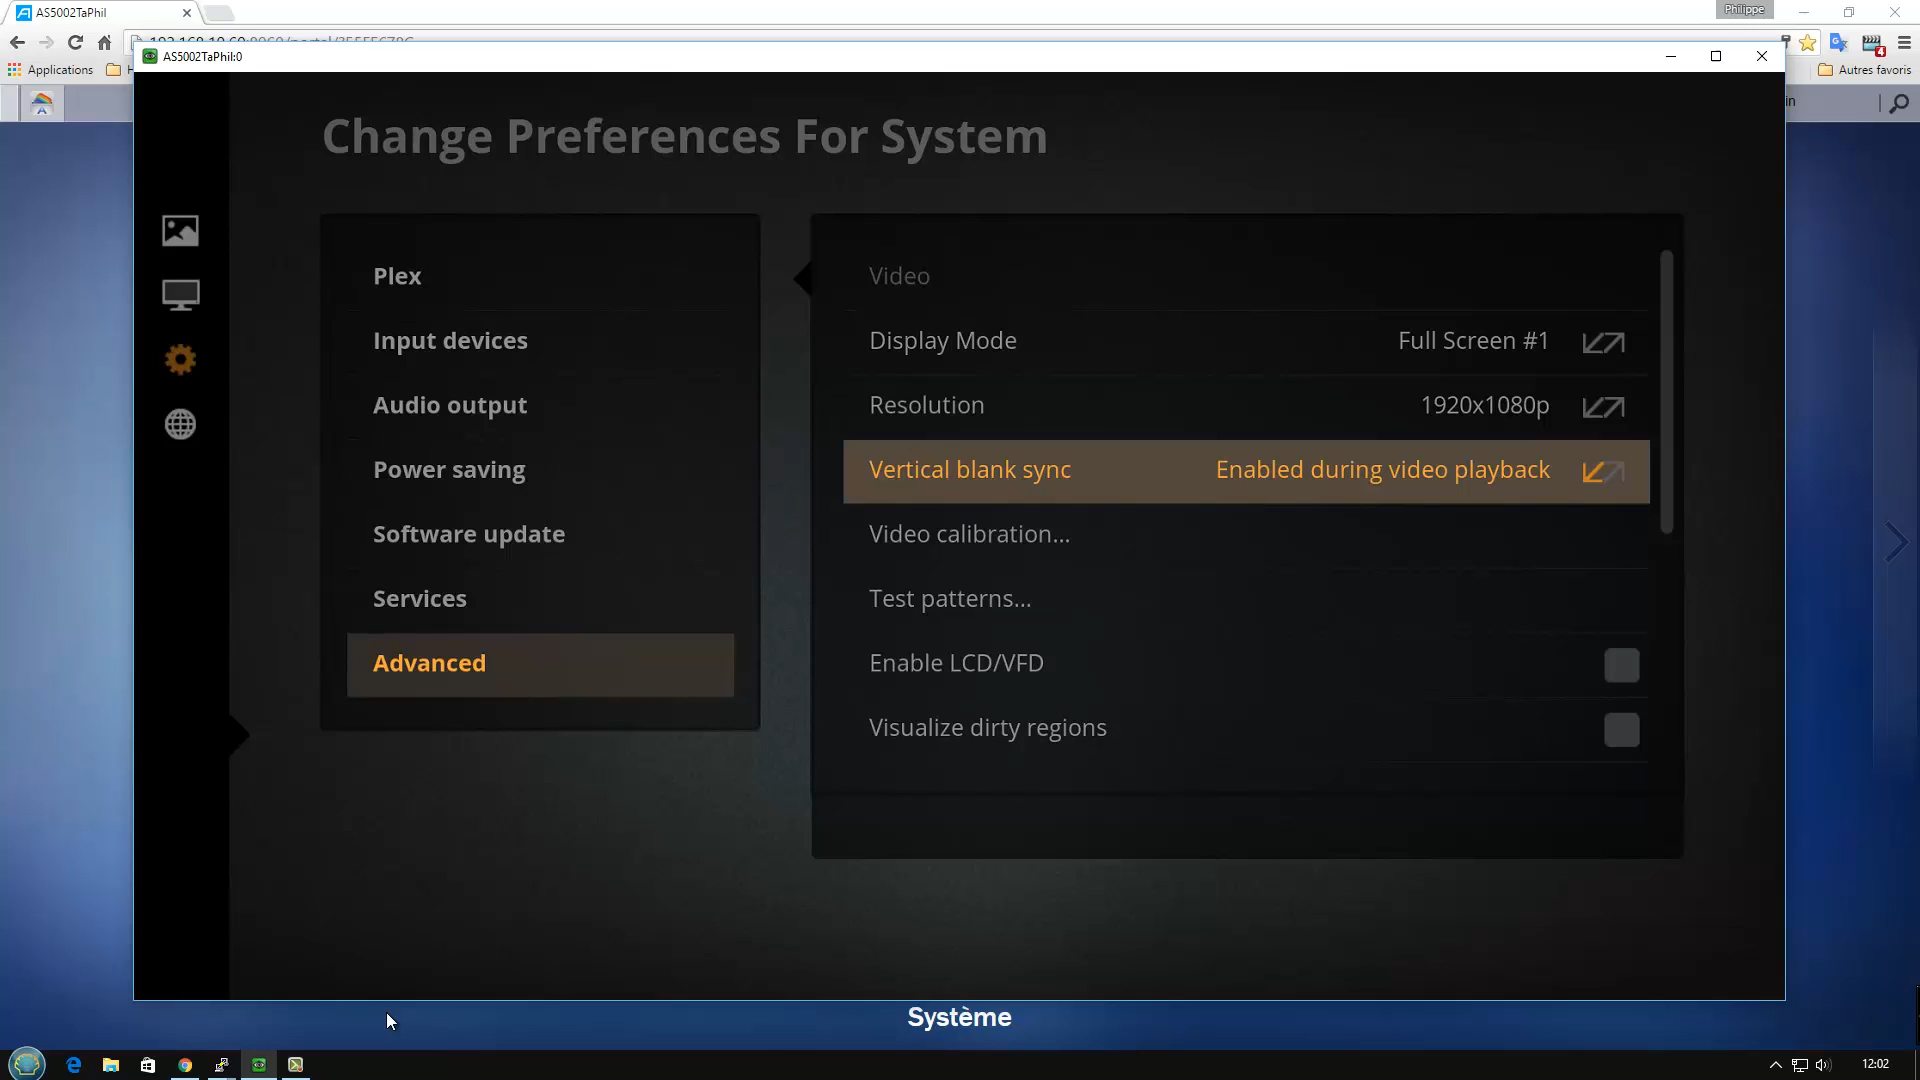 AS5002TaPhil
Philippe
Applications
Autres favoris
4
AS5002TaPhil:0
in
Change Preferences For System
Plex
Input devices
Audio output
Power saving
Software update
Services
Advanced
Video
Display Mode Full Screen #1
Resolution 1920x1080p
Vertical blank sync Enabled during video playback
Video calibration...
Test patterns...
Enable LCD/VFD
Visualize dirty regions
Système
12:02